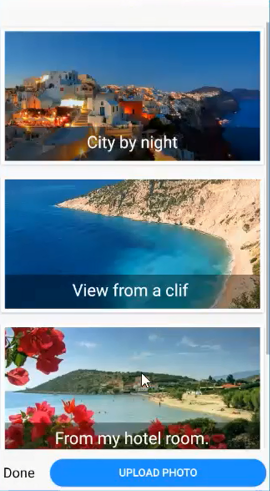 City by night
View from a clif
From my hotel room.
Done
UPLOAD PHOTO